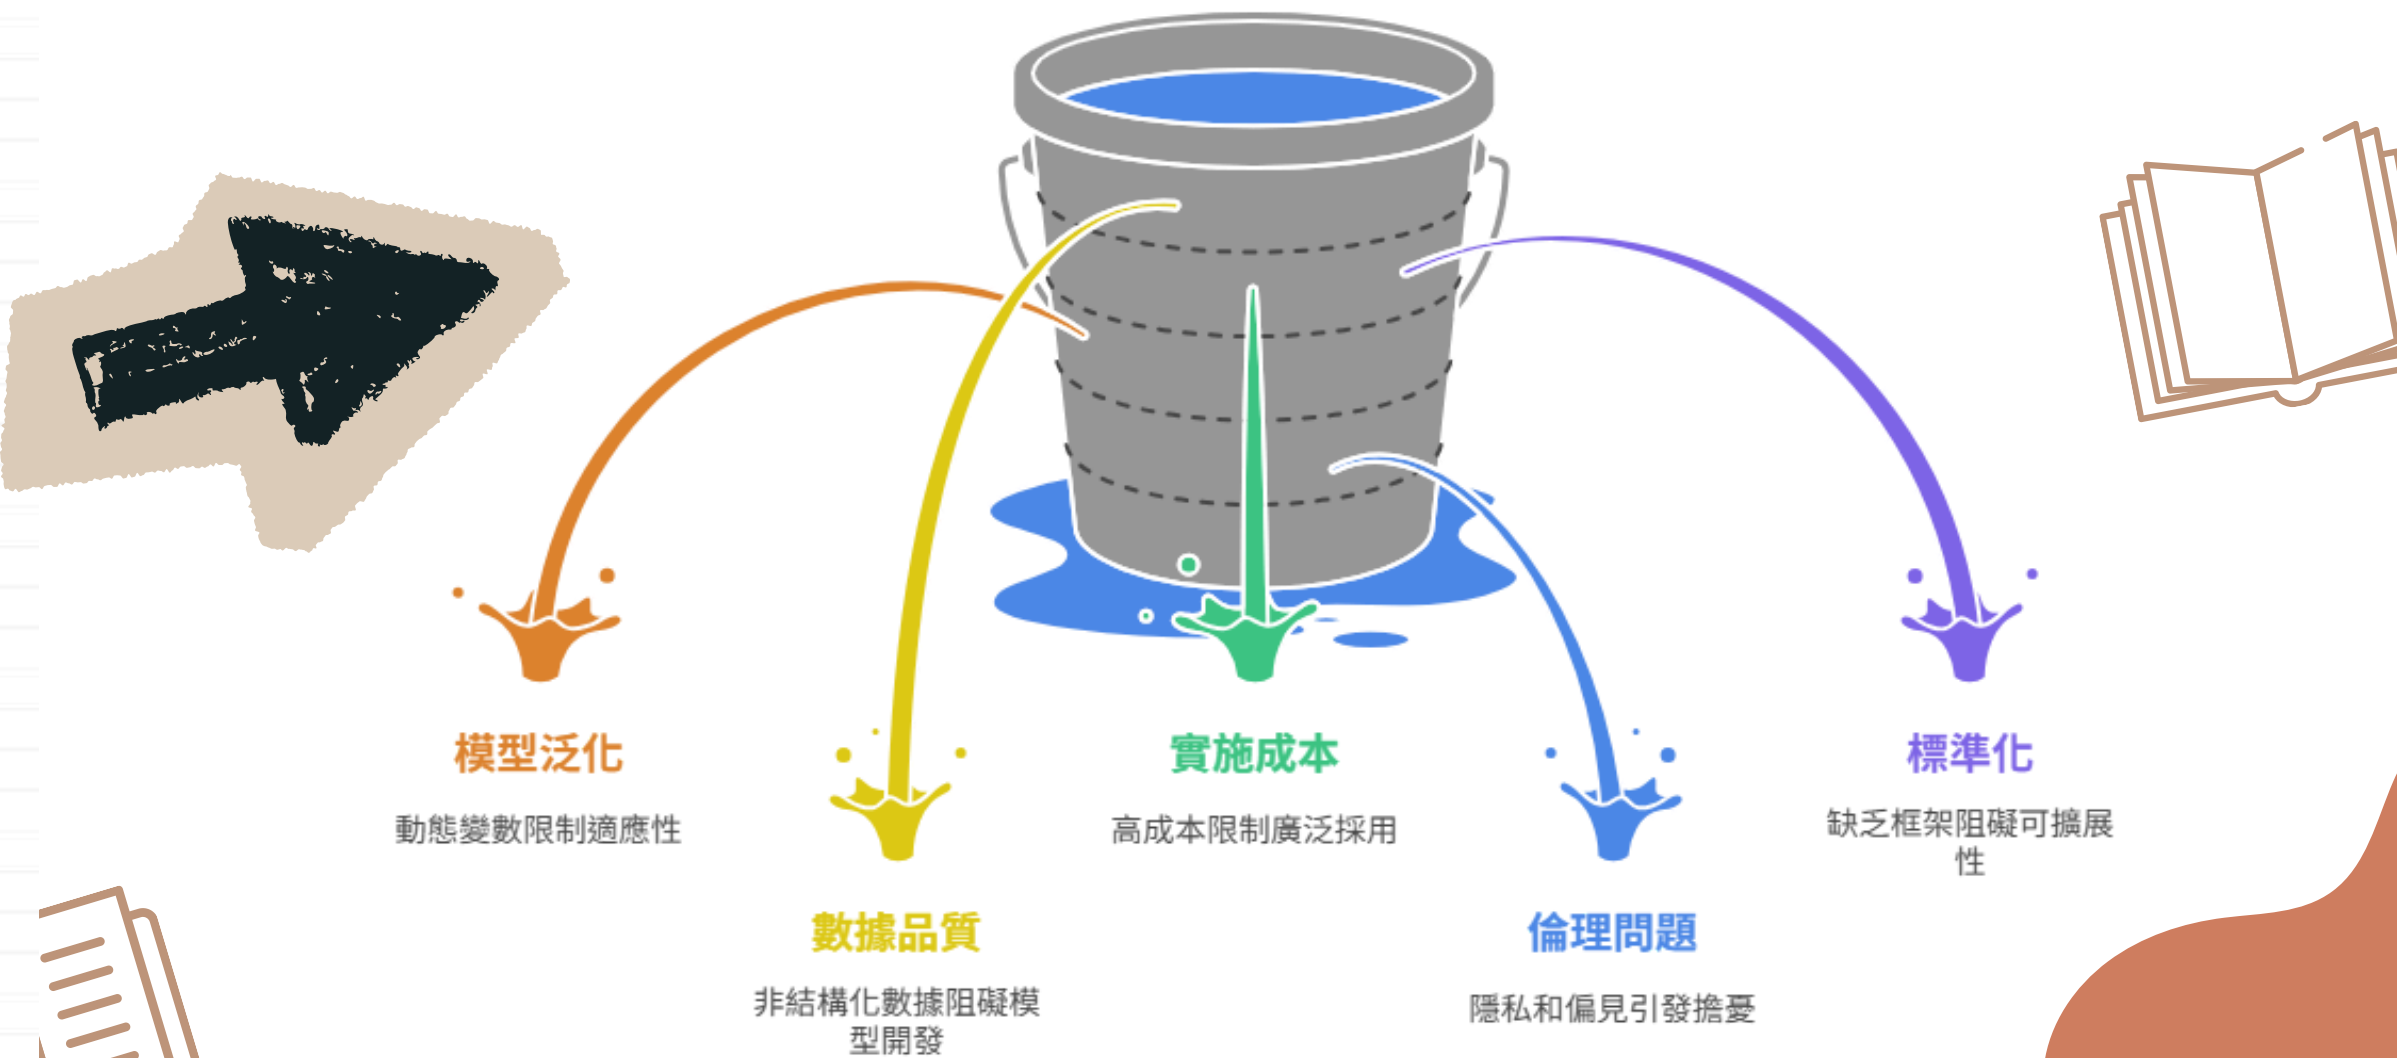 模型泛化
動態變數限制適應性
數據品質
非結構化數據阻礙模
型開發
實施成本
高成本限制廣泛採用
倫理問題
隱私和偏見引發擔憂
標準化
缺乏框架阻礙可擴展
性